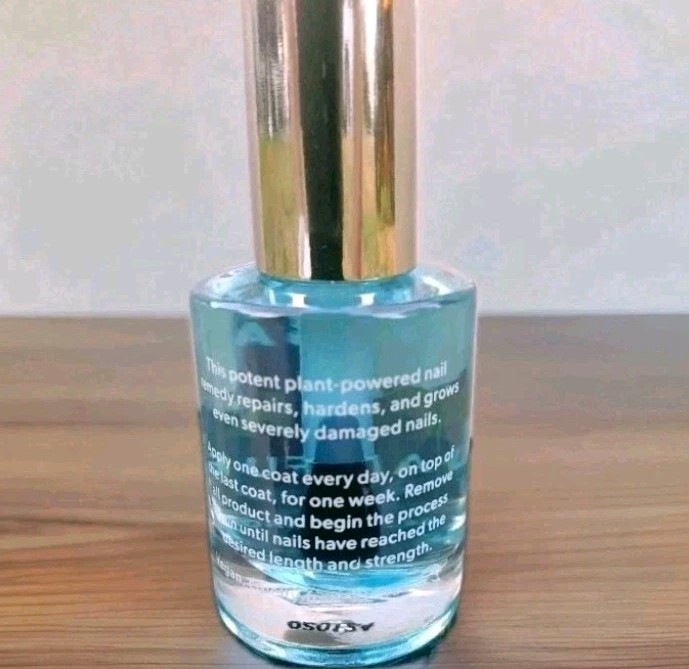 This potent plant-powered nail
remedy repairs, hardens, and grows
even severely damaged nails.
Apply one coat every day, on top of
the last coat, for one week. Remove
all product and begin the process
until nails have reached the
desired length and strength.
Vegan.